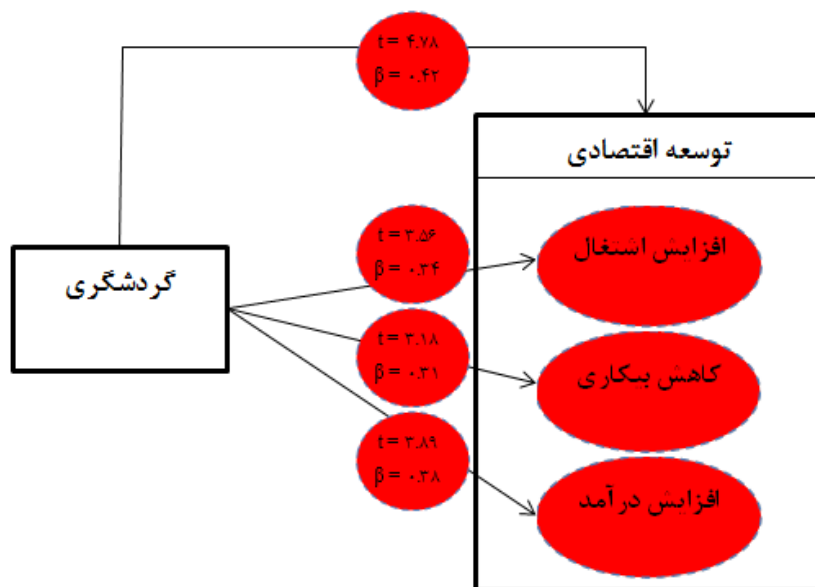 t = ۴.۷۸
β = ۰.۴۲
توسعه اقتصادی
گردشگری
t = ۳.۵۶
β = ۰.۳۴
افزایش اشتغال
t = ۳.۱۸
β = ۰.۳۱
کاهش بیکاری
t = ۳.۸۹
β = ۰.۳۸
افزایش درآمد